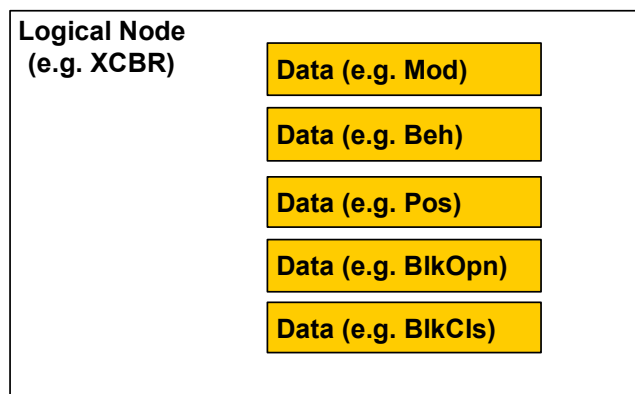 Logical Node
(e.g. XCBR)
Data (e.g. Mod)
Data (e.g. Beh)
Data (e.g. Pos)
Data (e.g. BlkOpn)
Data (e.g. BlkCls)